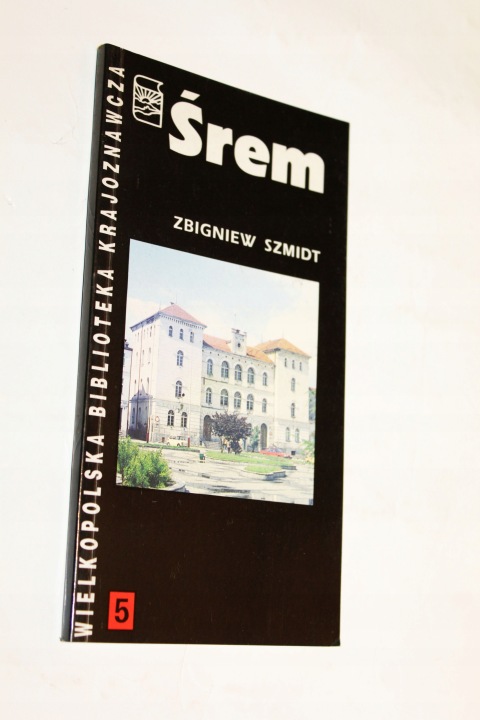 Śrem
ZBIGNIEW SZMIDT
WIELKOPOLSKA BIBLIOTEKA KRAJOZNAWCZA
5